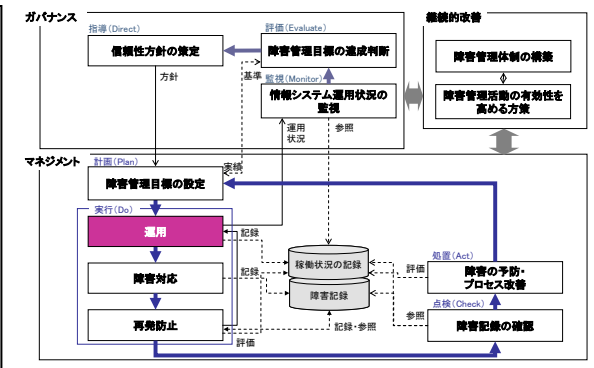 ガバナンス
指導(Direct)
信頼性方針の策定
評価(Evaluate)
障害管理目標の達成判断
監視(Monitor)
情報システム運用状況の
監視
方針
基準
運用
状況
参照
継続的改善
障害管理体制の構築
障害管理活動の有効性を
高める方策
マネジメント
計画(Plan)
障害管理目標の設定
実績
実行(Do)
運用
記録
障害対応
記録
再発防止
評価
稼働状況の記録
障害記録
記録・参照
評価
参照
処置(Act)
障害の予防・
プロセス改善
点検(Check)
障害記録の確認